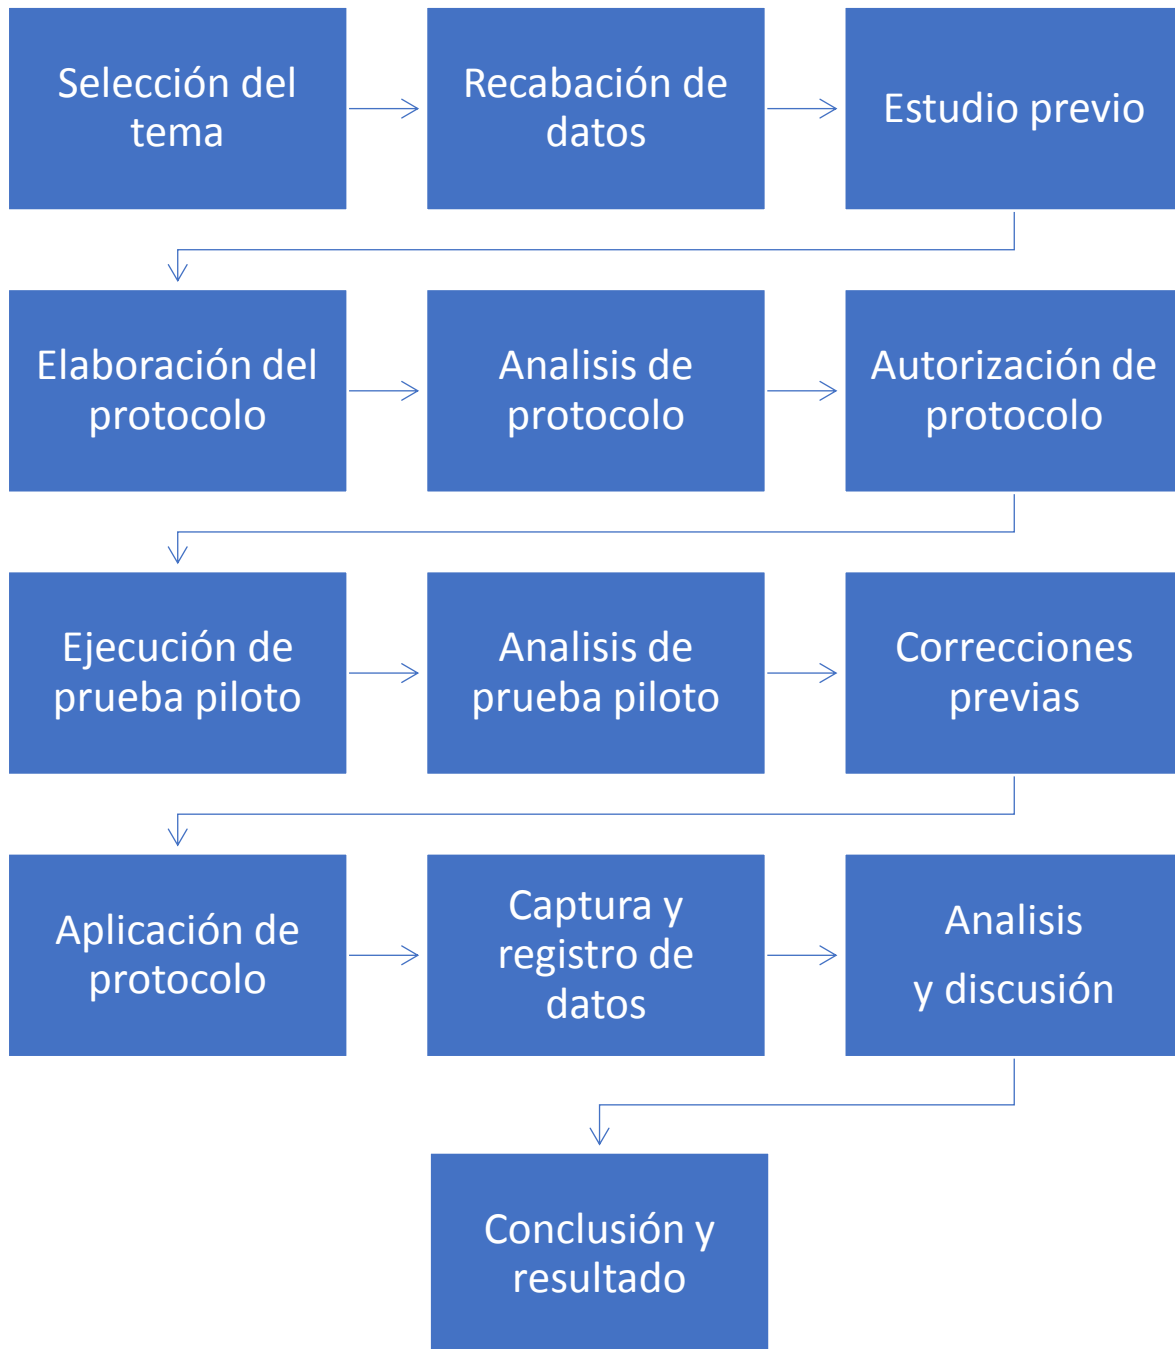 Selección del
tema
Recabación de
datos
Estudio previo
Elaboración del
protocolo
Analisis de
protocolo
Autorización de
protocolo
Ejecución de
prueba piloto
Analisis de
prueba piloto
Correcciones
previas
Aplicación de
protocolo
Captura y
registro de
datos
Analisis
y discusión
Conclusión y
resultado